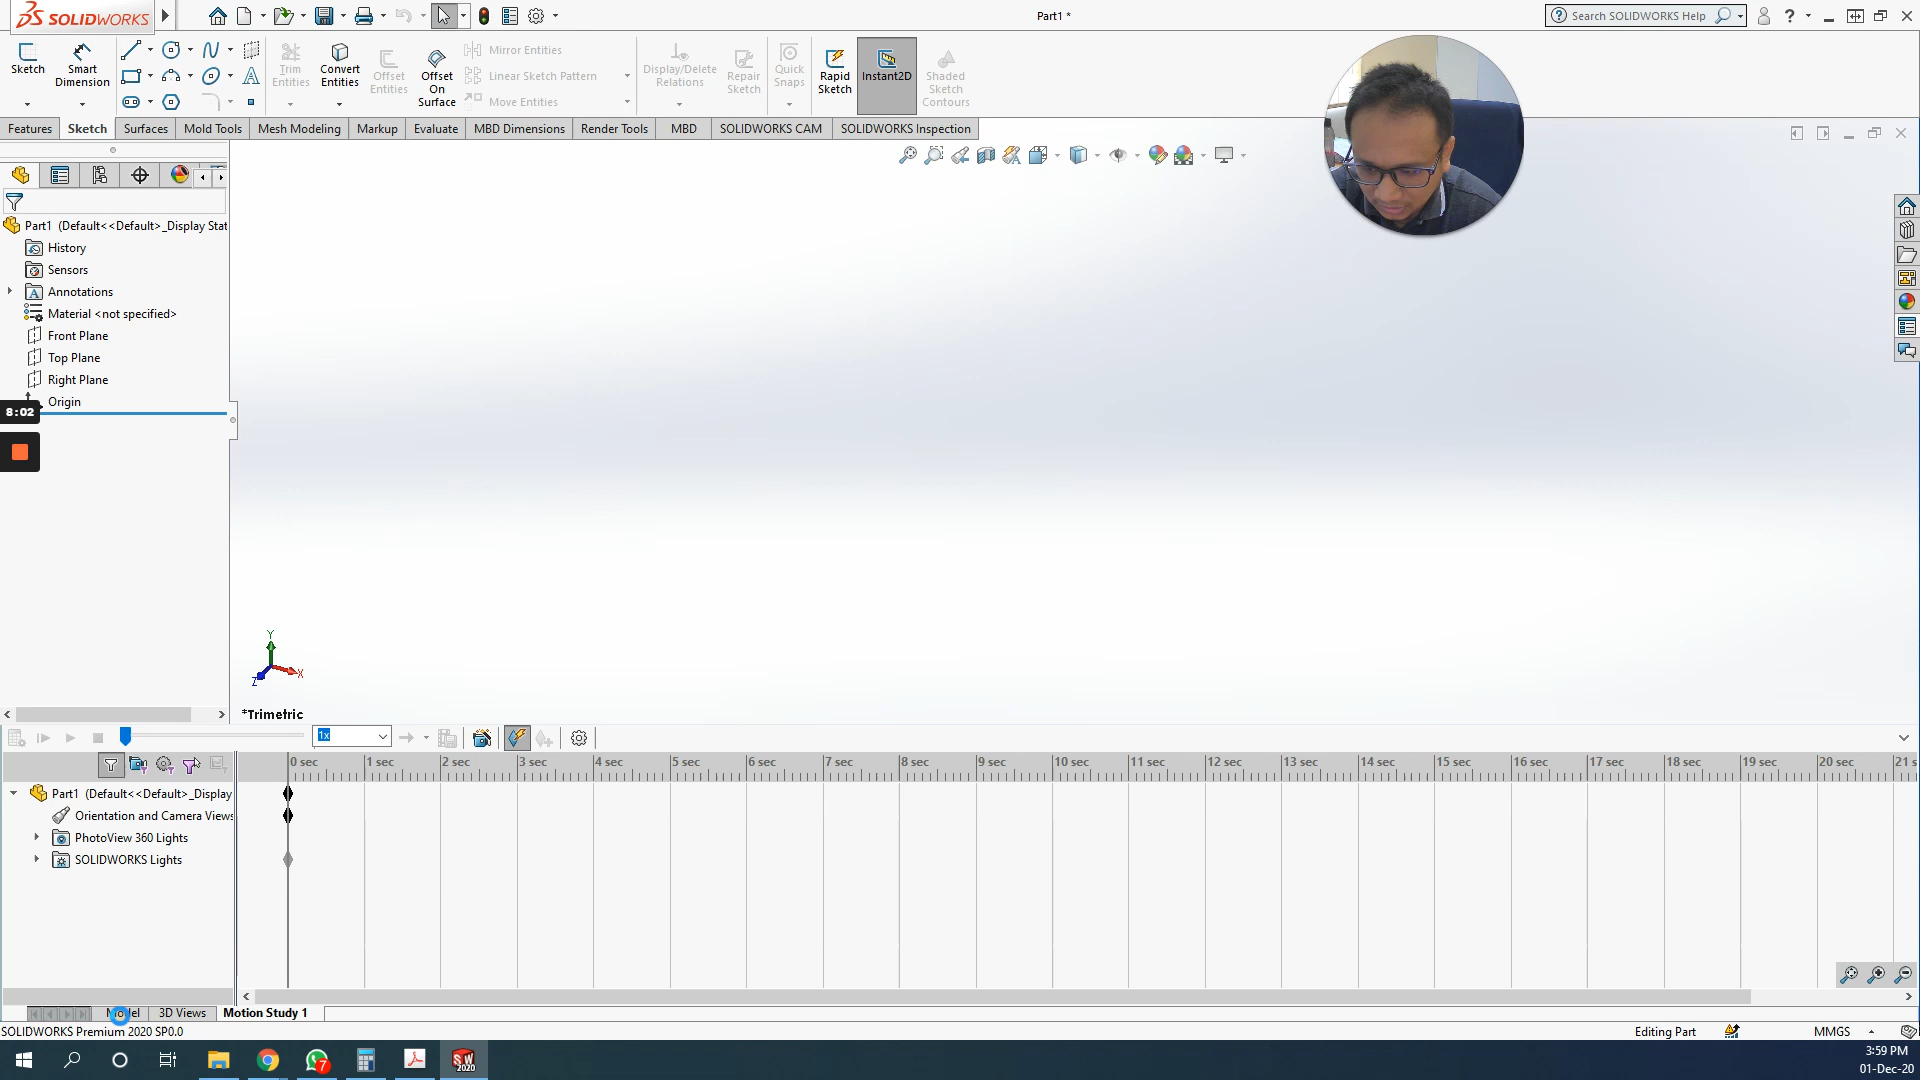 SOLIDWORKS
Part1 *
Search SOLIDWORKS Help
Sketch
Smart Dimension
Trim Entities
Convert Entities
Offset Entities
Offset On Surface
Mirror Entities
Linear Sketch Pattern
Move Entities
Display/Delete Relations
Repair Sketch
Quick Snaps
Rapid Sketch
Instant2D
Shaded Sketch Contours
Features
Sketch
Surfaces
Mold Tools
Mesh Modeling
Markup
Evaluate
MBD Dimensions
Render Tools
MBD
SOLIDWORKS CAM
SOLIDWORKS Inspection
Part1 (Default<<Default>_Display Stat
History
Sensors
Annotations
Material <not specified>
Front Plane
Top Plane
Right Plane
Origin
8:02
Y
X
Z
*Trimetric
1x
0 sec
1 sec
2 sec
3 sec
4 sec
5 sec
6 sec
7 sec
8 sec
9 sec
10 sec
11 sec
12 sec
13 sec
14 sec
15 sec
16 sec
17 sec
18 sec
19 sec
20 sec
21 s
Part1 (Default<<Default>_Display
Orientation and Camera Views
PhotoView 360 Lights
SOLIDWORKS Lights
Model
3D Views
Motion Study 1
SOLIDWORKS Premium 2020 SP0.0
Editing Part
MMGS
7
SW 2020
3:59 PM
01-Dec-20